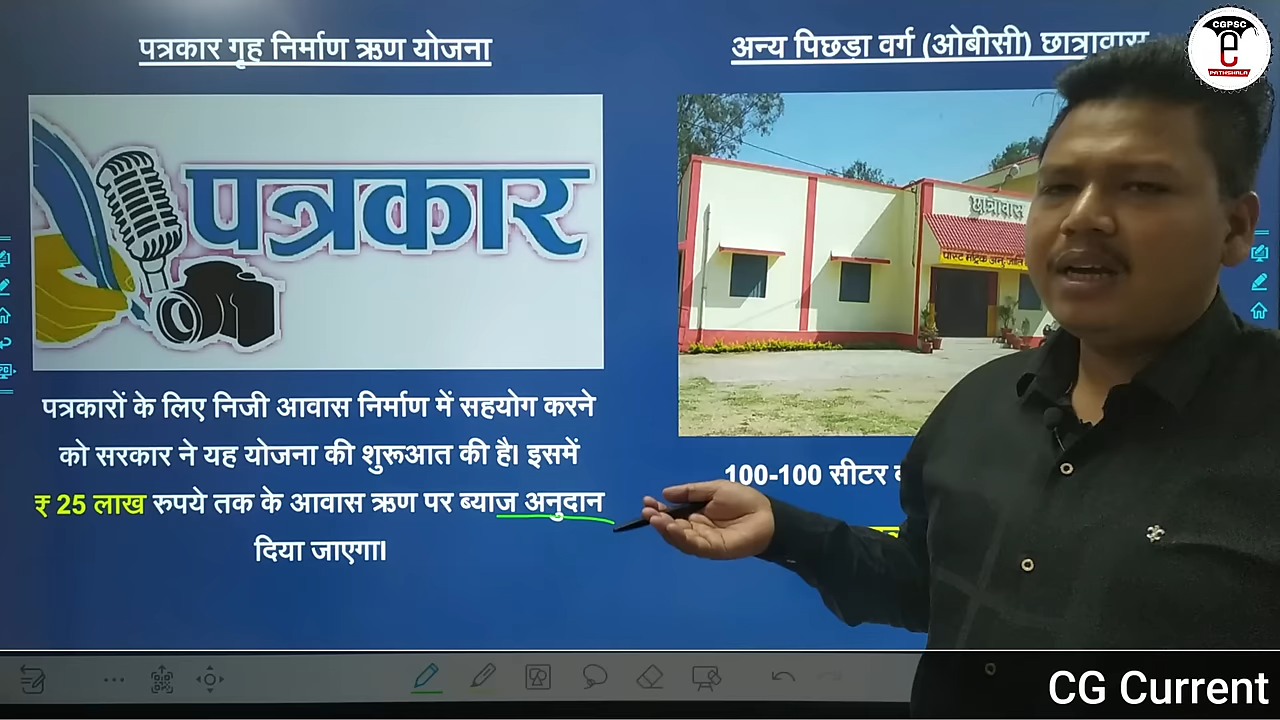 पत्रकार गृह निर्माण ऋण योजना
पत्रकार
पत्रकारों के लिए निजी आवास निर्माण में सहयोग करने
को सरकार ने यह योजना की शुरूआत की है। इसमें
₹ 25 लाख रुपये तक के आवास ऋण पर ब्याज अनुदान
दिया जाएगा।
अन्य पिछड़ा वर्ग (ओबीसी) छात्रावास
छात्रावास
पोस्ट मैट्रिक अनु. जाति
100-100 सीटर
CGPSC
e
PATHSHALA
CG Current